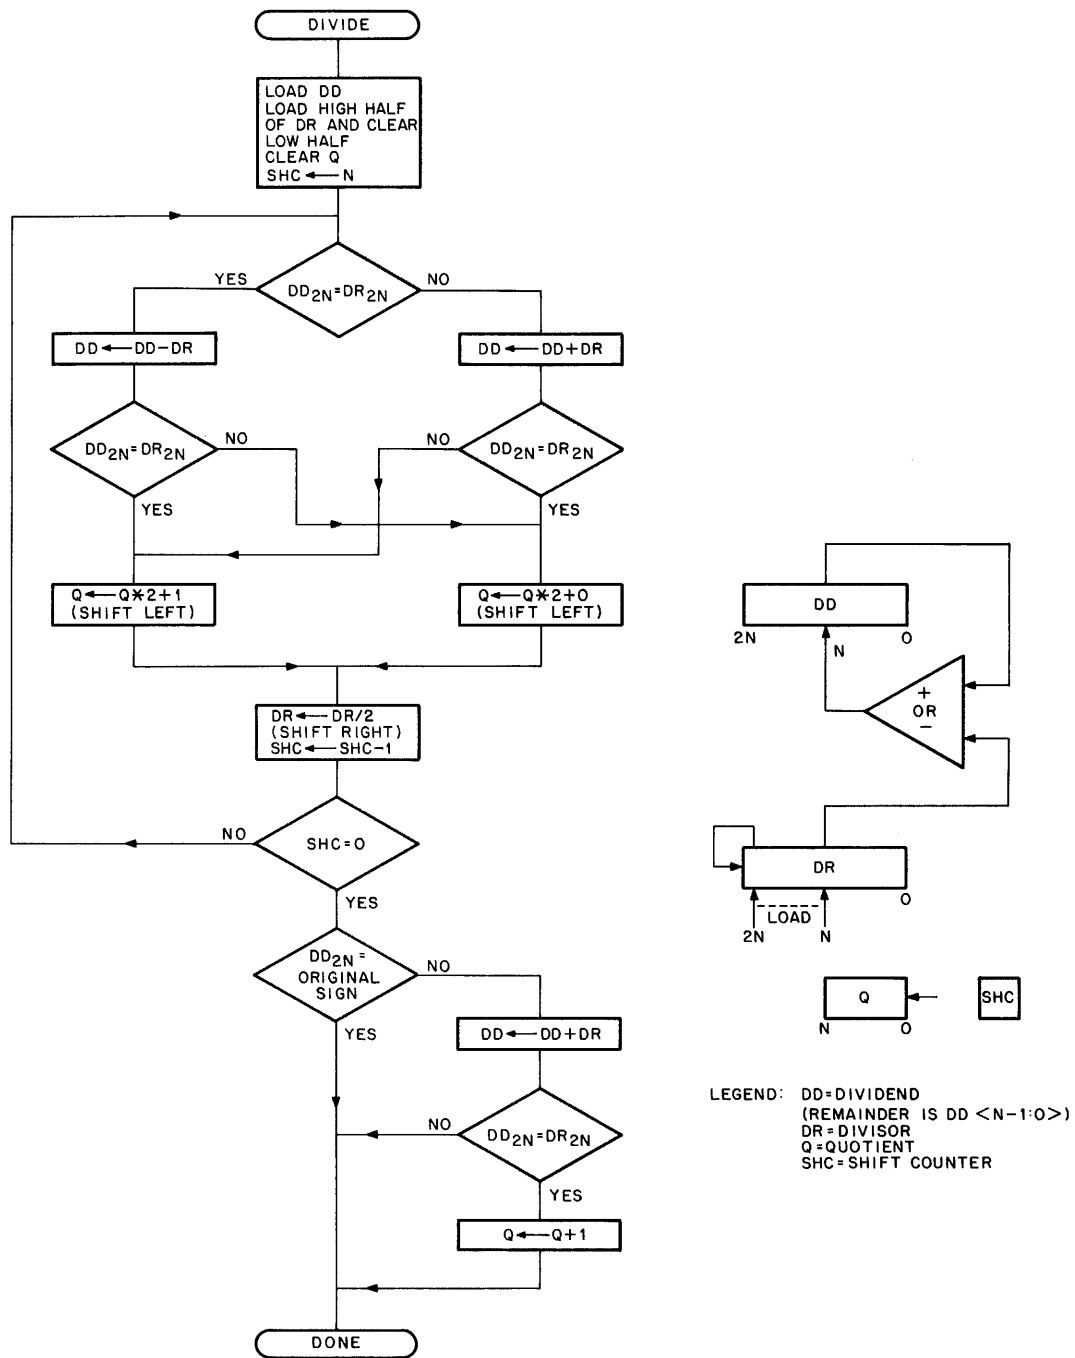 DIVIDE
LOAD DD
LOAD HIGH HALF
OF DR AND CLEAR
LOW HALF
CLEAR Q
SHC ← N
DD2N = DR2N
YES
NO
DD ← DD - DR
DD ← DD + DR
DD2N = DR2N
NO
YES
DD2N = DR2N
NO
YES
Q ← Q * 2 + 1
(SHIFT LEFT)
Q ← Q * 2 + 0
(SHIFT LEFT)
DR ← DR/2
(SHIFT RIGHT)
SHC ← SHC-1
SHC = 0
NO
YES
DD2N =
ORIGINAL
SIGN
NO
YES
DD ← DD + DR
DD2N = DR2N
NO
YES
Q ← Q + 1
DONE
DD
2N
0
N
+
OR
-
DR
0
LOAD
2N
N
Q
N
0
SHC
LEGEND: DD = DIVIDEND
(REMAINDER IS DD <N-1:0>)
DR = DIVISOR
Q = QUOTIENT
SHC = SHIFT COUNTER